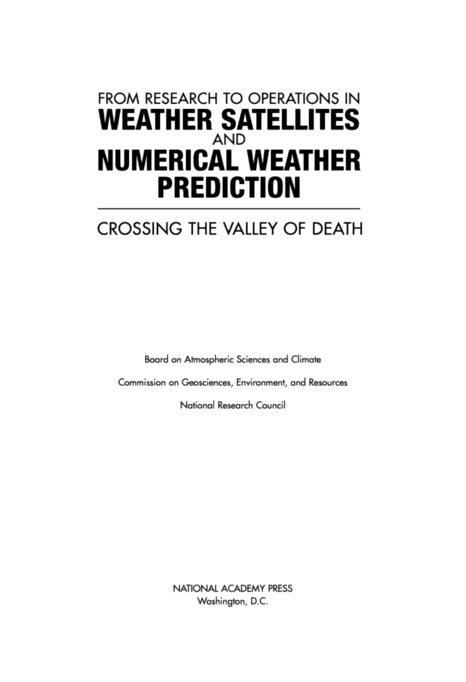 FROM RESEARCH TO OPERATIONS IN
WEATHER SATELLITES
AND
NUMERICAL WEATHER
PREDICTION
CROSSING THE VALLEY OF DEATH
Board on Atmospheric Sciences and Climate
Commission on Geosciences, Environment, and Resources
National Research Council
NATIONAL ACADEMY PRESS
Washington, D.C.